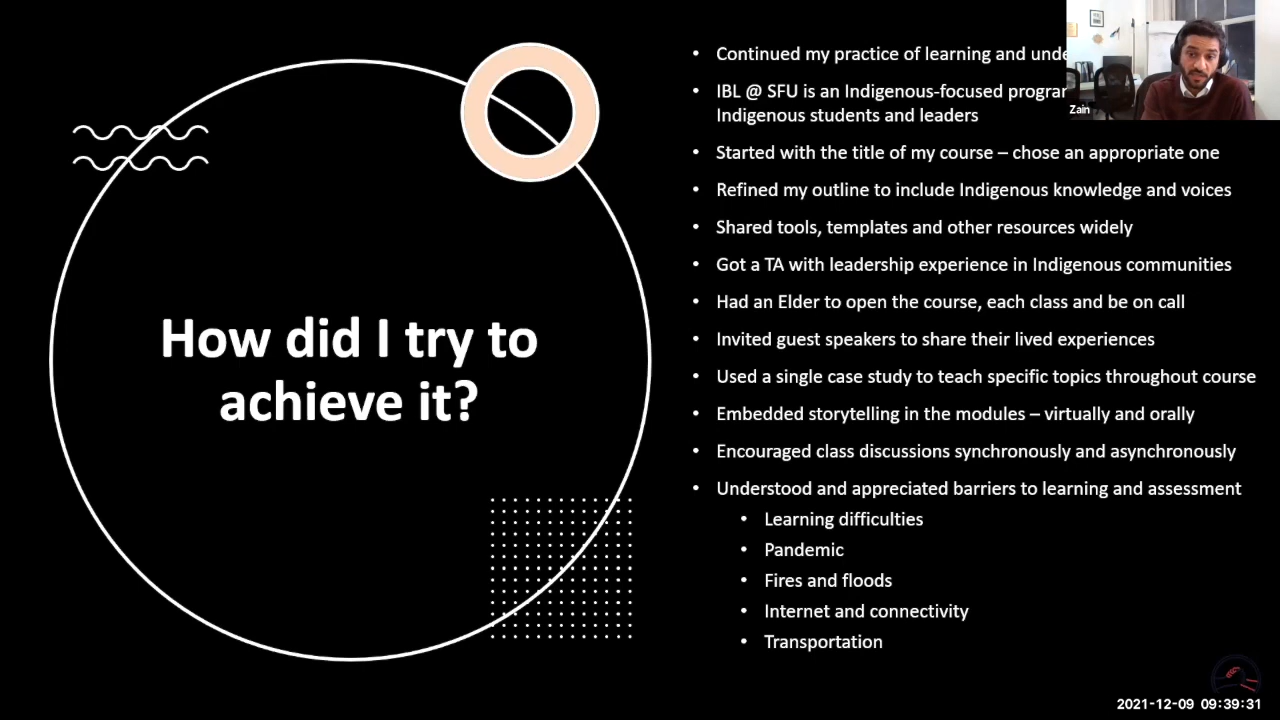 How did I try to
achieve it?
• Continued my practice of learning and
• IBL @ SFU is an Indigenous-focused
Indigenous students and leaders
• Started with the title of my course – chose an appropriate one
• Refined my outline to include Indigenous knowledge and voices
• Shared tools, templates and other resources widely
• Got a TA with leadership experience in Indigenous communities
• Had an Elder to open the course, each class and be on call
• Invited guest speakers to share their lived experiences
• Used a single case study to teach specific topics throughout course
• Embedded storytelling in the modules – virtually and orally
• Encouraged class discussions synchronously and asynchronously
• Understood and appreciated barriers to learning and assessment
• Learning difficulties
• Pandemic
• Fires and floods
• Internet and connectivity
• Transportation
Zain
2021-12-09 09:39:31